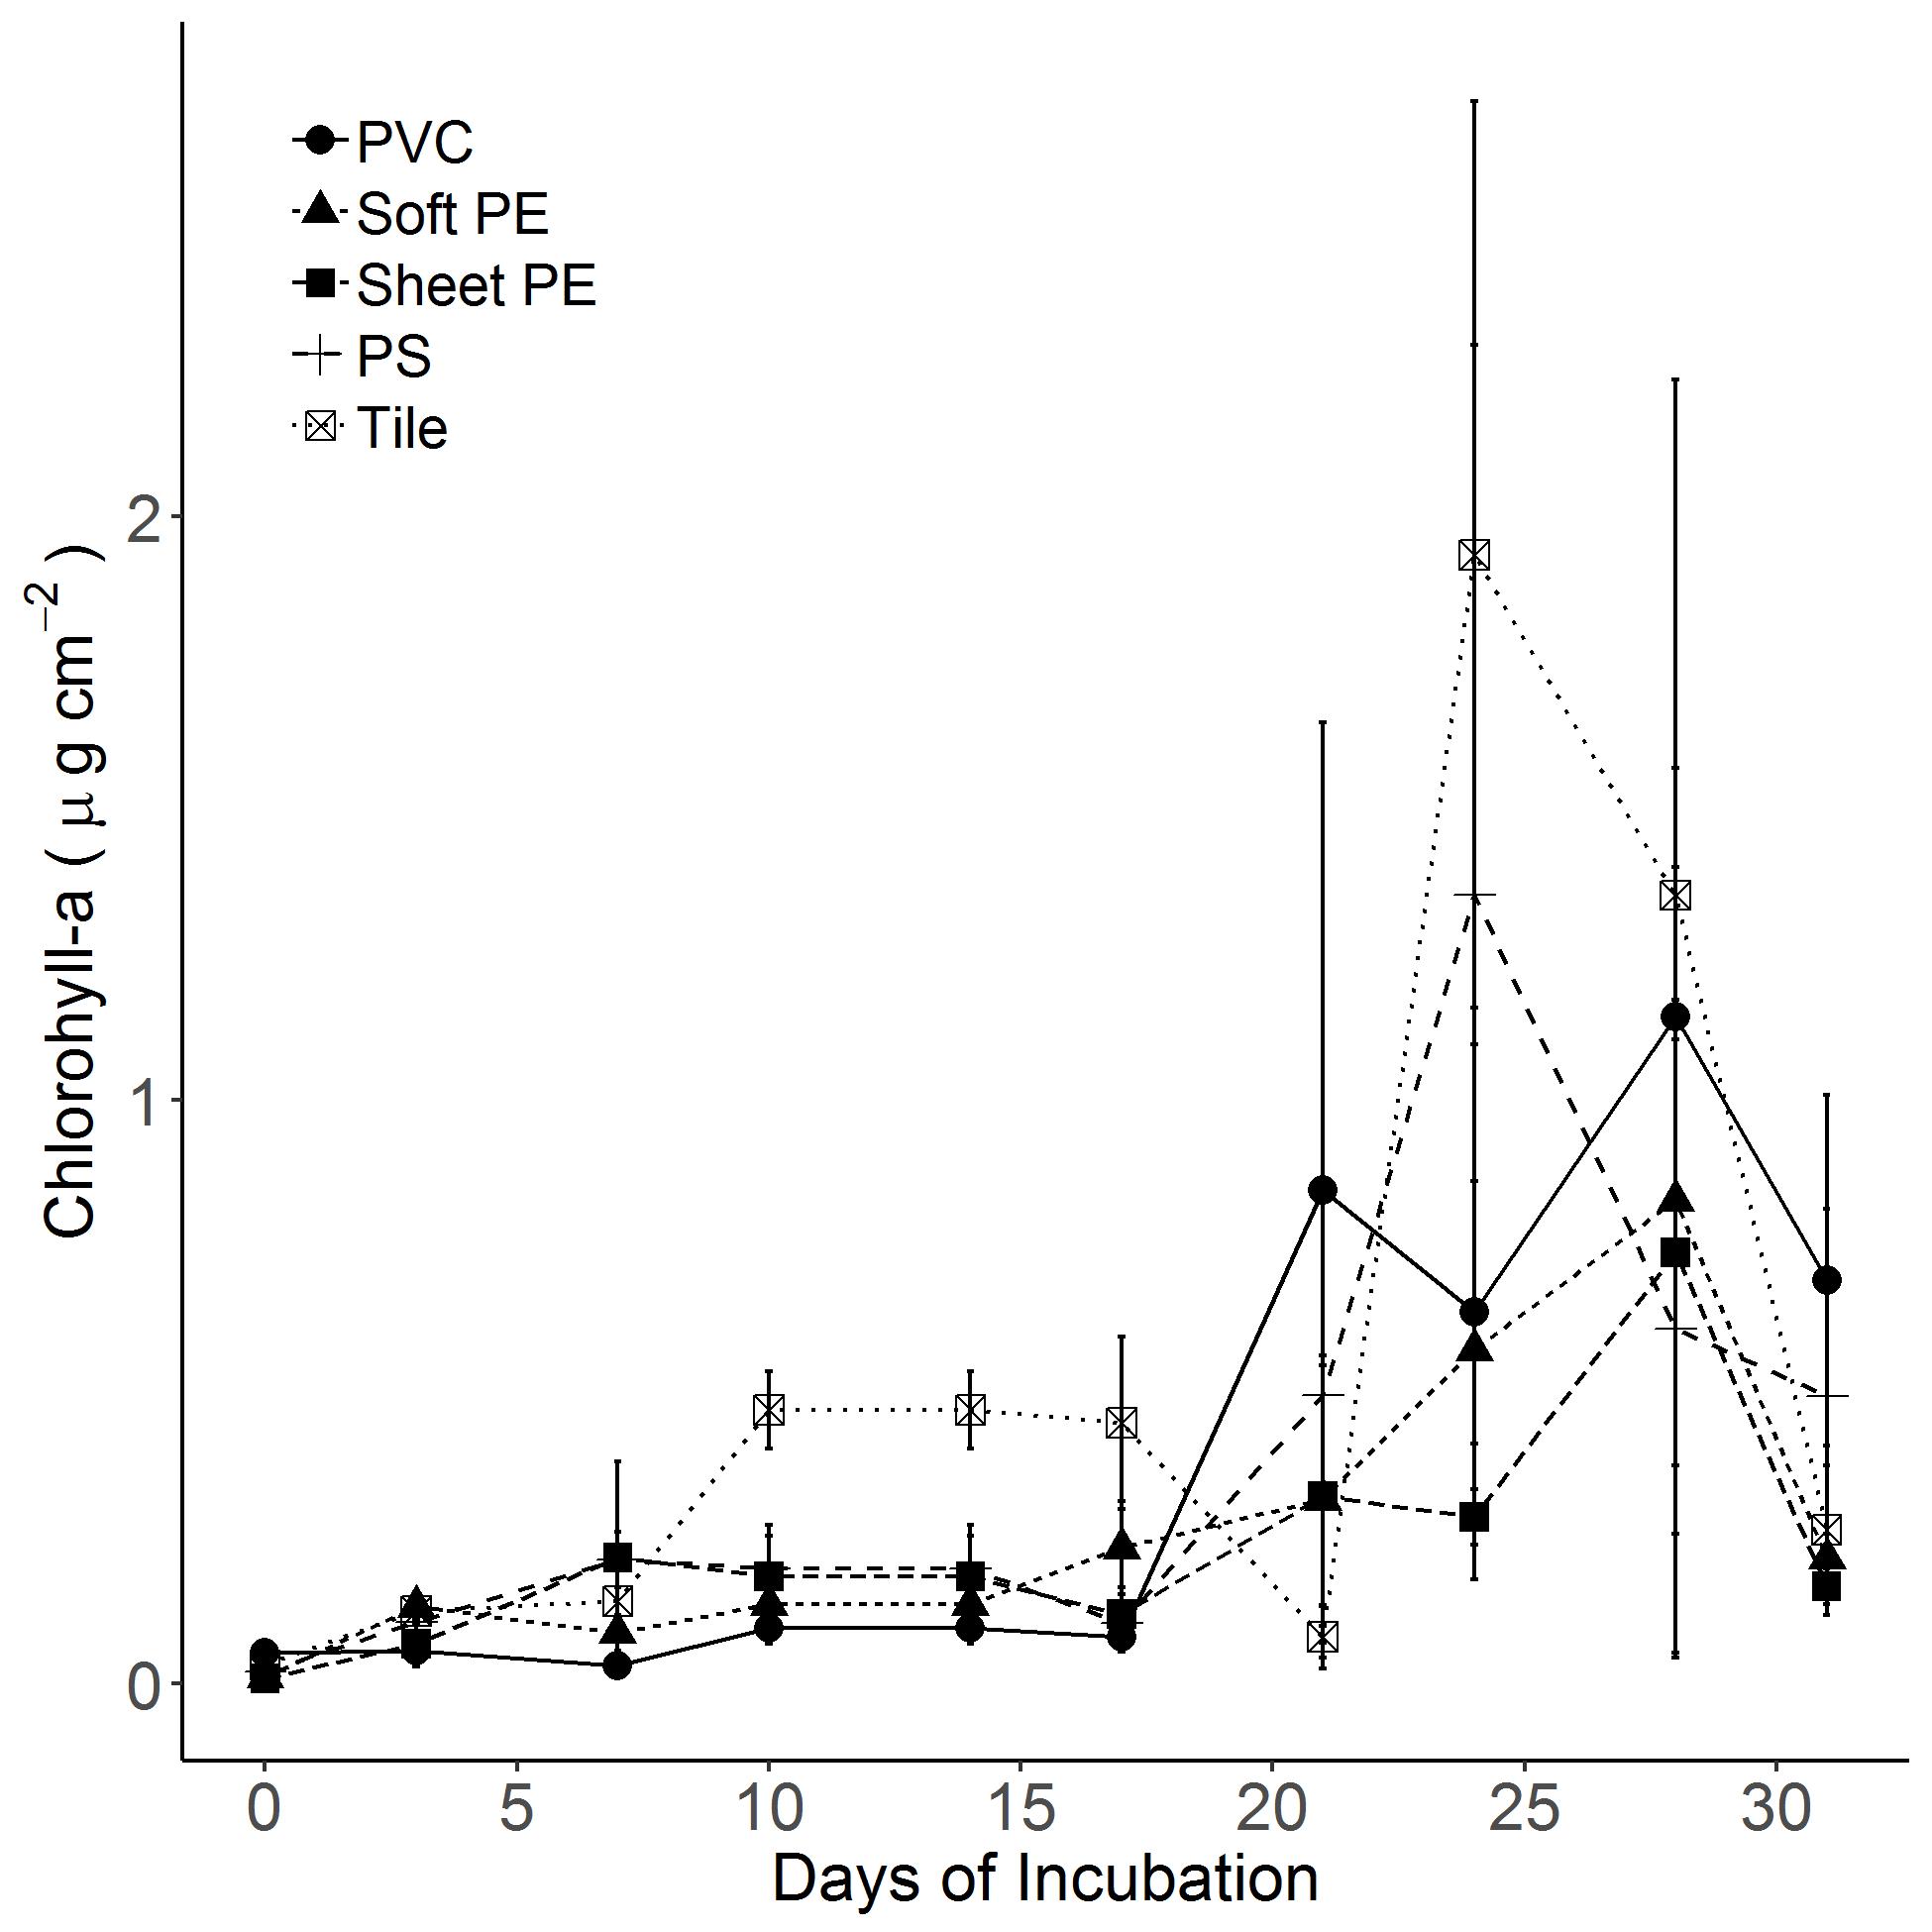 PVC
Soft PE
Sheet PE
PS
Tile
2
1
0
Chlorohyll-a ( μ g cm⁻² )
0 5 10 15 20 25 30
Days of Incubation